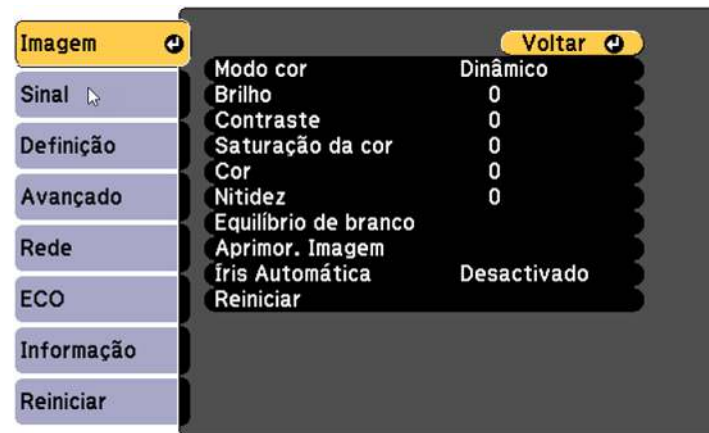 Imagem
Sinal
Definição
Avançado
Rede
ECO
Informação
Reiniciar
Voltar
Modo cor Dinâmico
Brilho 0
Contraste 0
Saturação da cor 0
Cor 0
Nitidez 0
Equilíbrio de branco
Aprimor. Imagem
Íris Automática Desactivado
Reiniciar